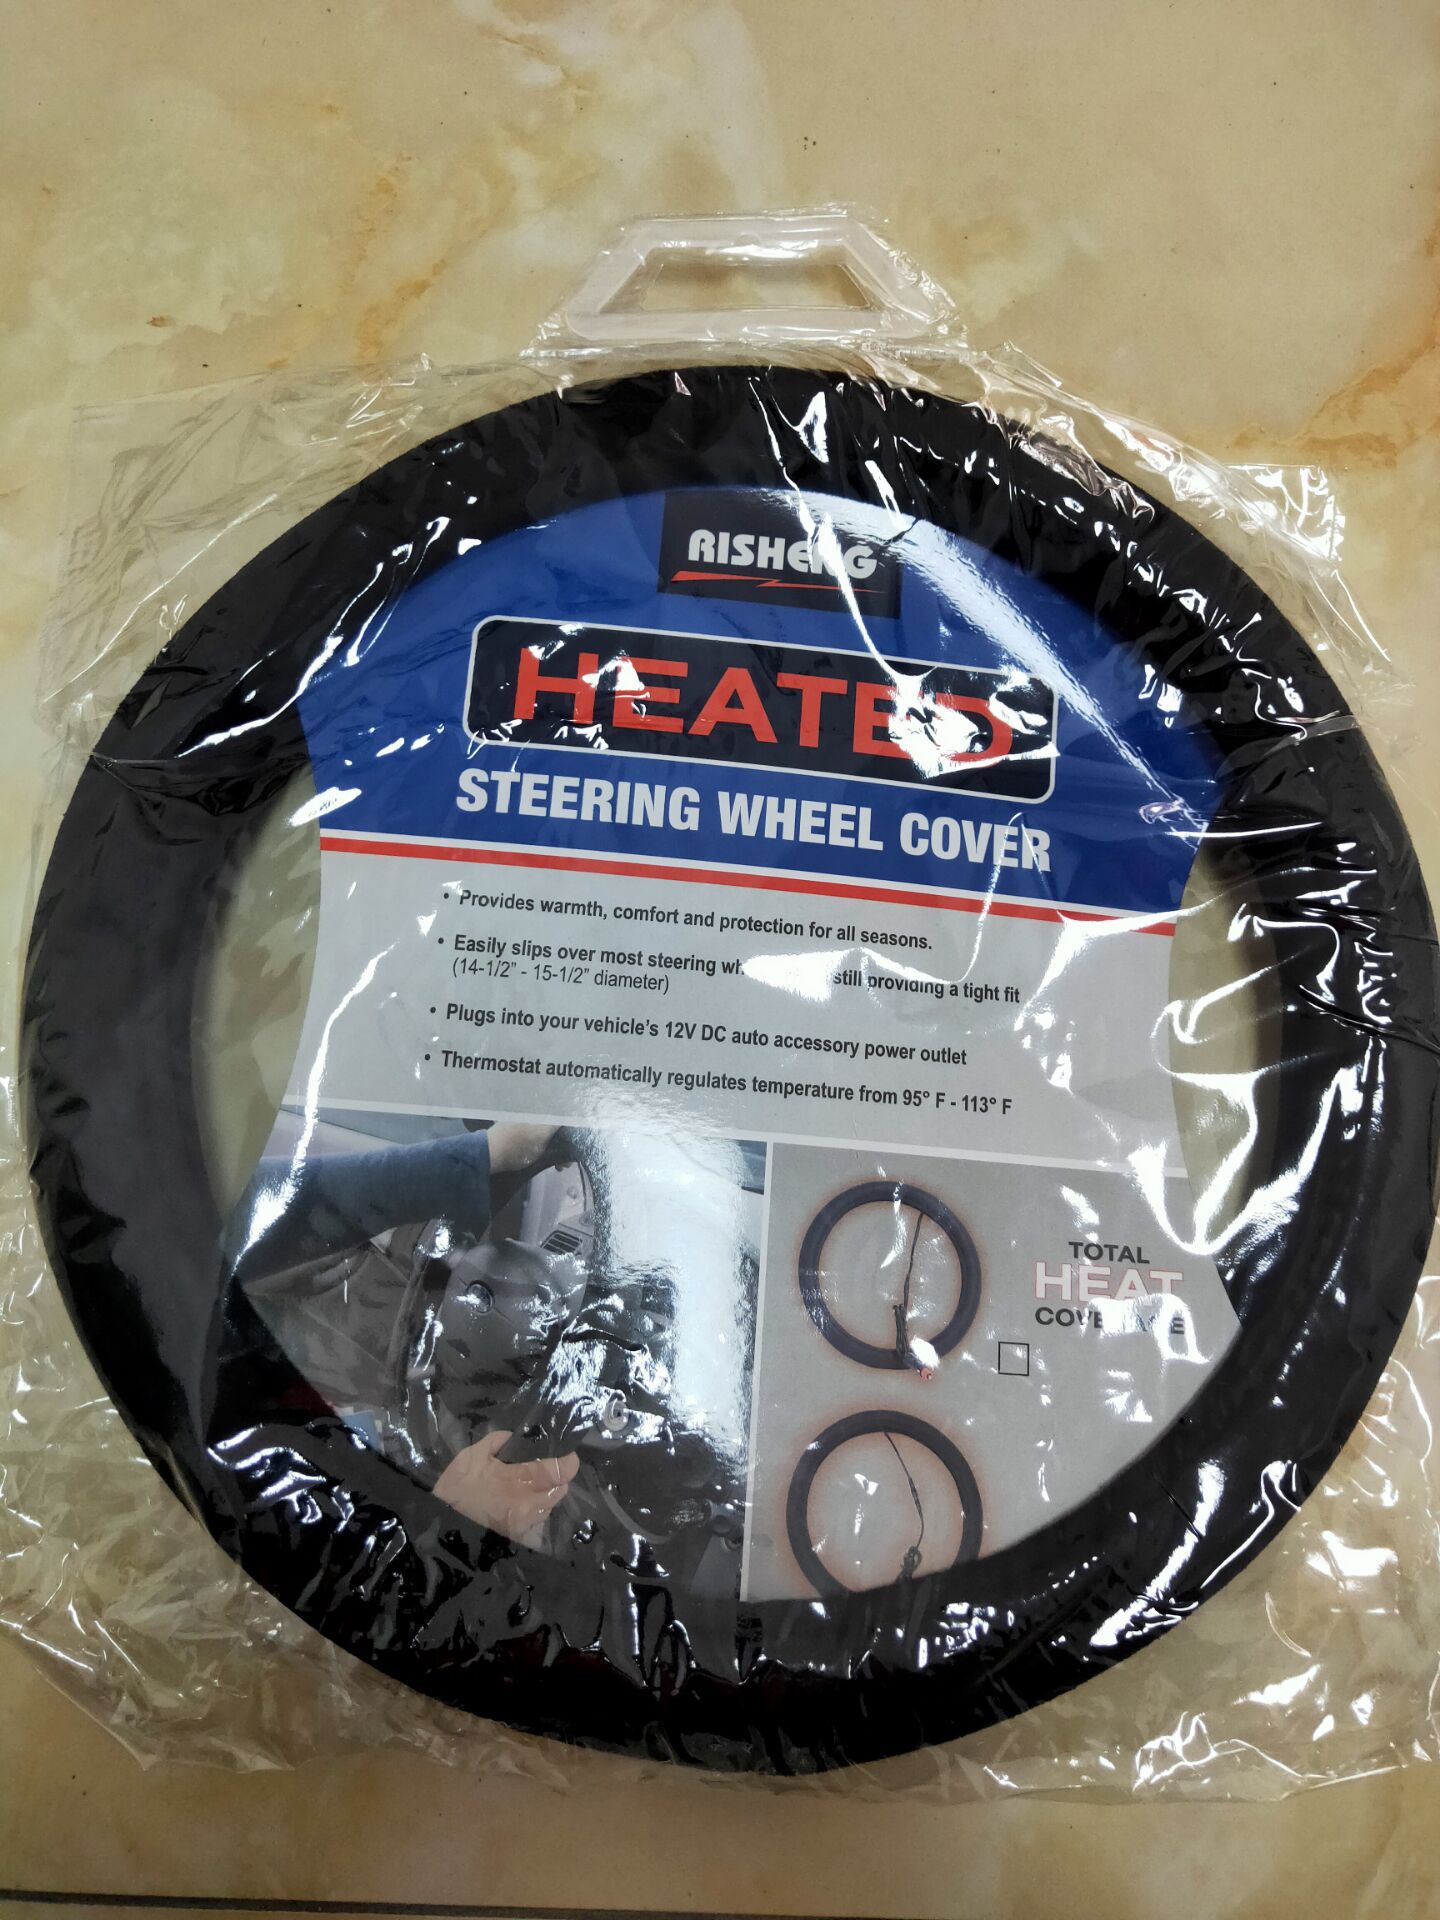 RISHENG
HEATED
STEERING WHEEL COVER
• Provides warmth, comfort and protection for all seasons.
• Easily slips over most steering still providing a tight fit
(14-1/2" - 15-1/2" diameter)
• Plugs into your vehicle's 12V DC auto accessory power outlet
• Thermostat automatically regulates temperature from 95° F - 113° F
TOTAL
HEAT
COVERAGE